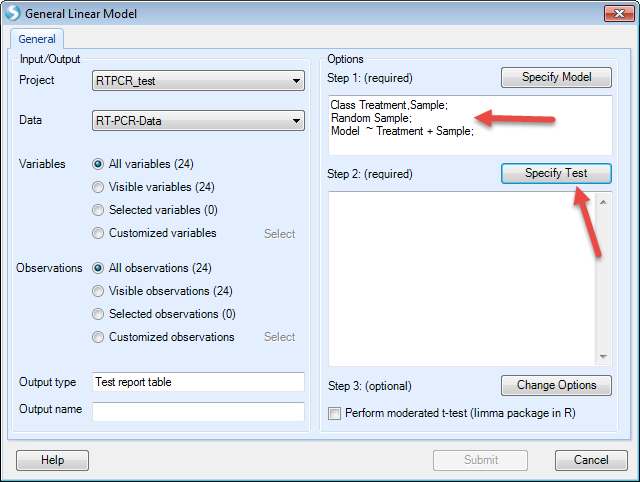 General Linear Model
General
Input/Output
Project
RTPCR_test
Data
RT-PCR-Data
Variables
All variables (24)
Visible variables (24)
Selected variables (0)
Customized variables
Select
Observations
All observations (24)
Visible observations (24)
Selected observations (0)
Customized observations
Select
Output type
Test report table
Output name
Options
Step 1: (required)
Specify Model
Class Treatment,Sample;
Random Sample;
Model ~ Treatment + Sample;
Step 2: (required)
Specify Test
Step 3: (optional)
Change Options
Perform moderated t-test (limma package in R)
Help
Submit
Cancel